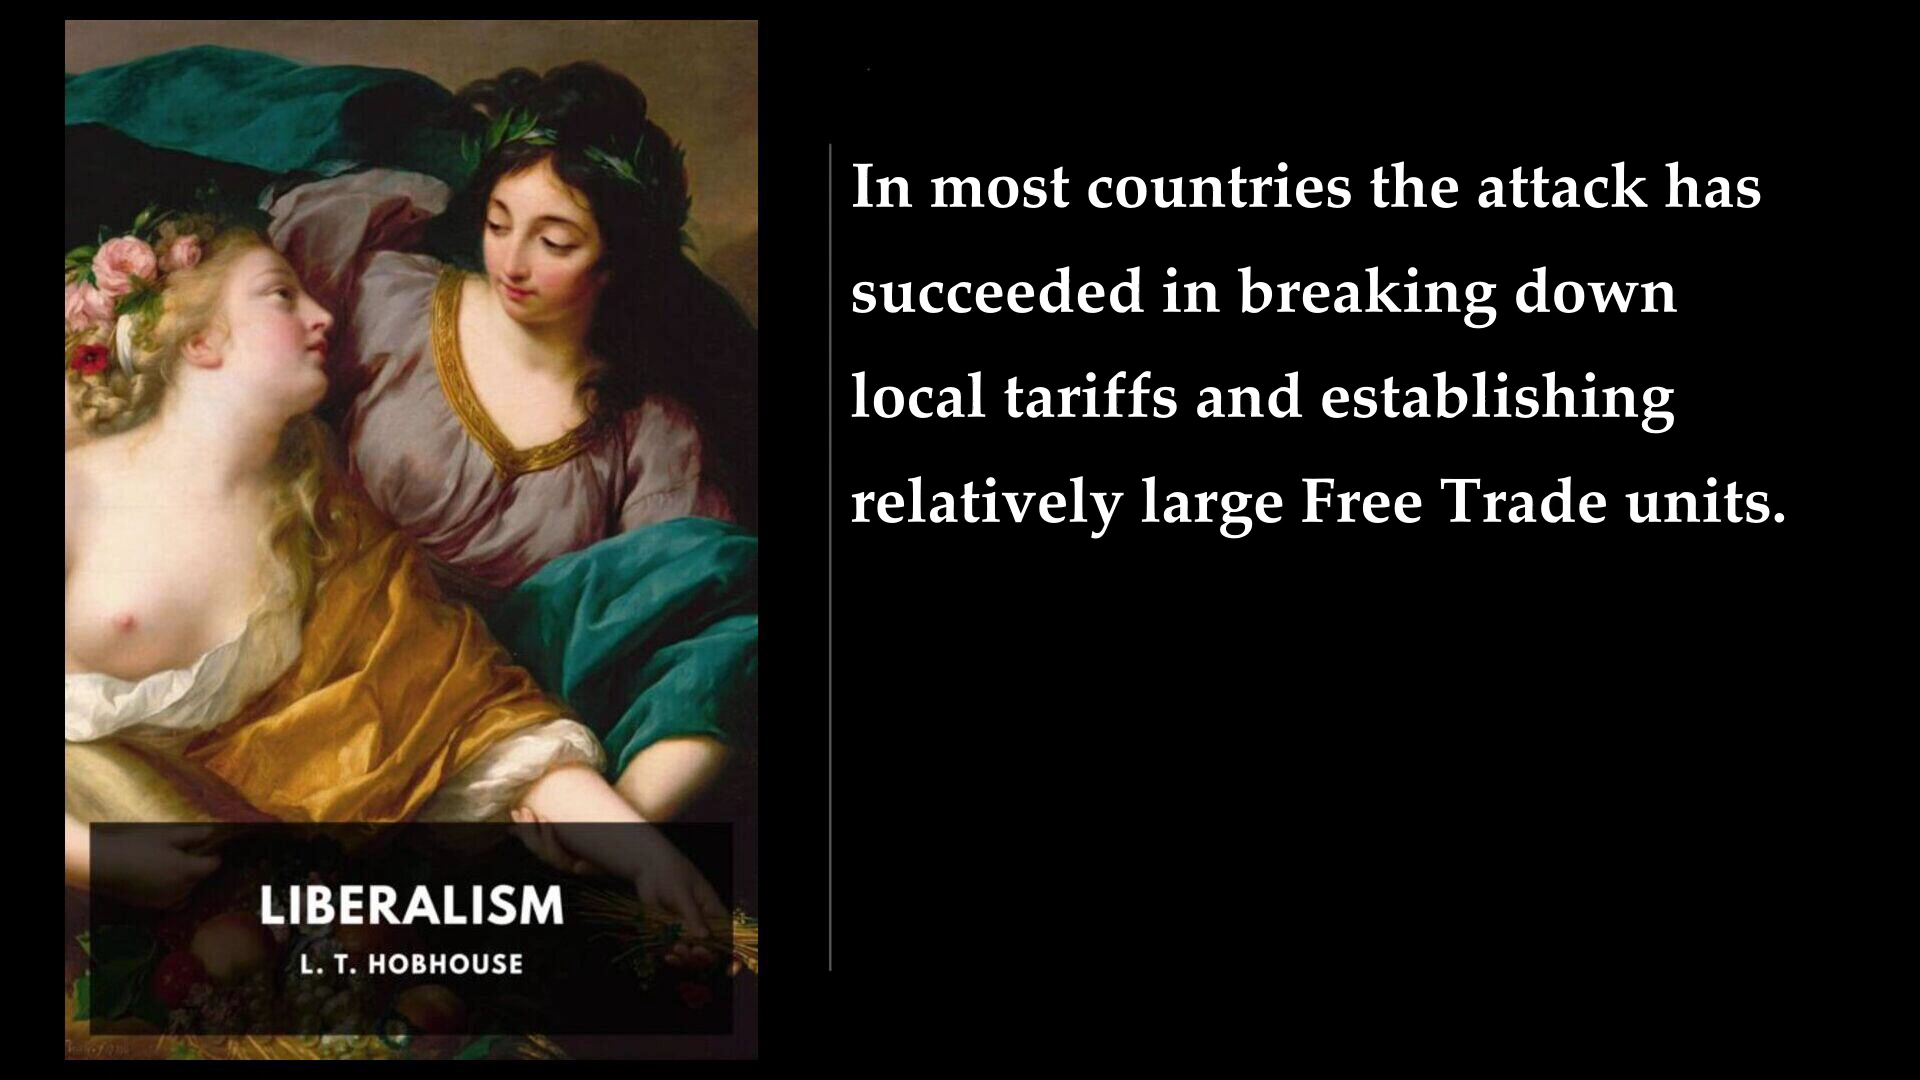 In most countries the attack has
succeeded in breaking down
local tariffs and establishing
relatively large Free Trade units.
LIBERALISM
L. T. HOBHOUSE